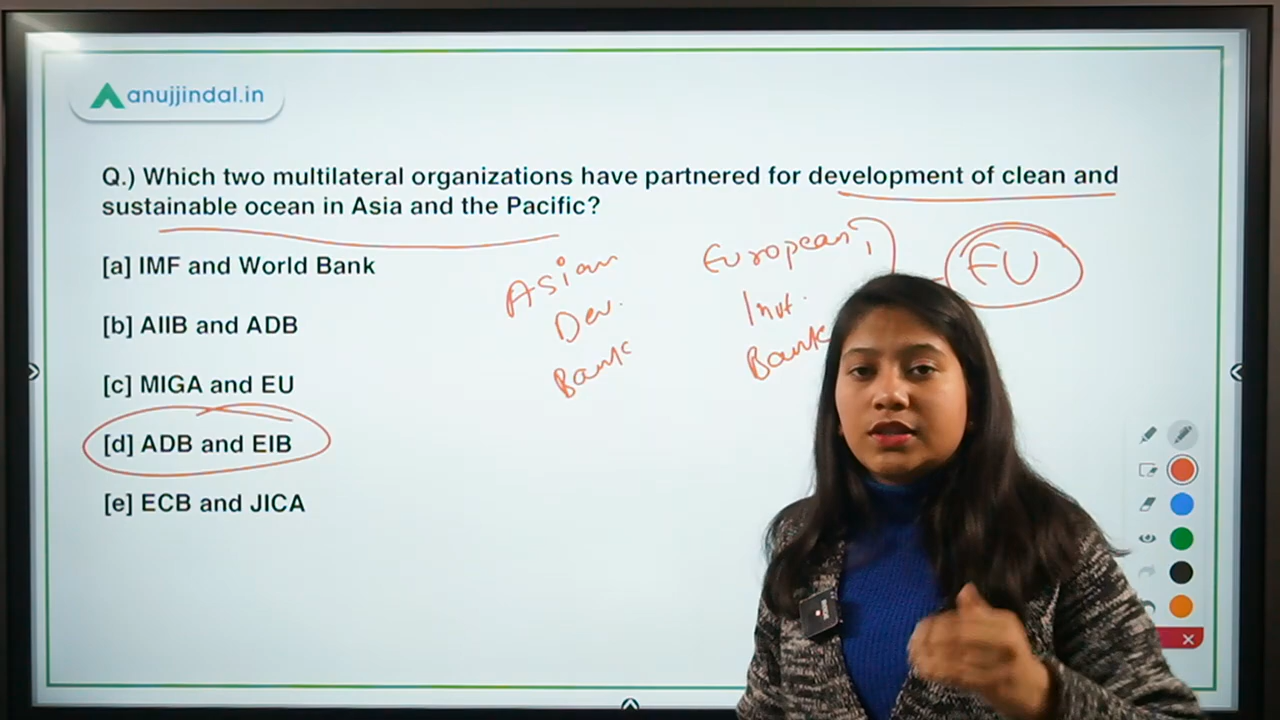 anujjindal.in
Q.) Which two multilateral organizations have partnered for development of clean and
sustainable ocean in Asia and the Pacific?
[a] IMF and World Bank
[b] AIIB and ADB
[c] MIGA and EU
[d] ADB and EIB
[e] ECB and JICA
Asian
Dev.
Bank
European
Invt.
Bank
EU